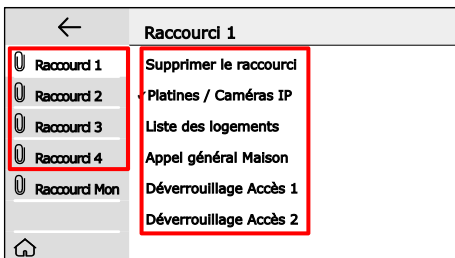 Raccourci 1
Raccourci 1
Supprimer le raccourci
Raccourci 2
✓Platines / Caméras IP
Raccourci 3
Liste des logements
Raccourci 4
Appel général Maison
Raccourci Mon
Déverrouillage Accès 1
Déverrouillage Accès 2